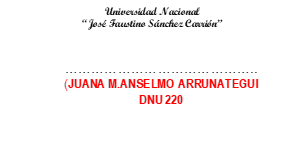 Universidad Nacional
“José Faustino Sánchez Carrión”
……………………………………..
(JUANA M.ANSELMO ARRUNATEGUI
DNU 220